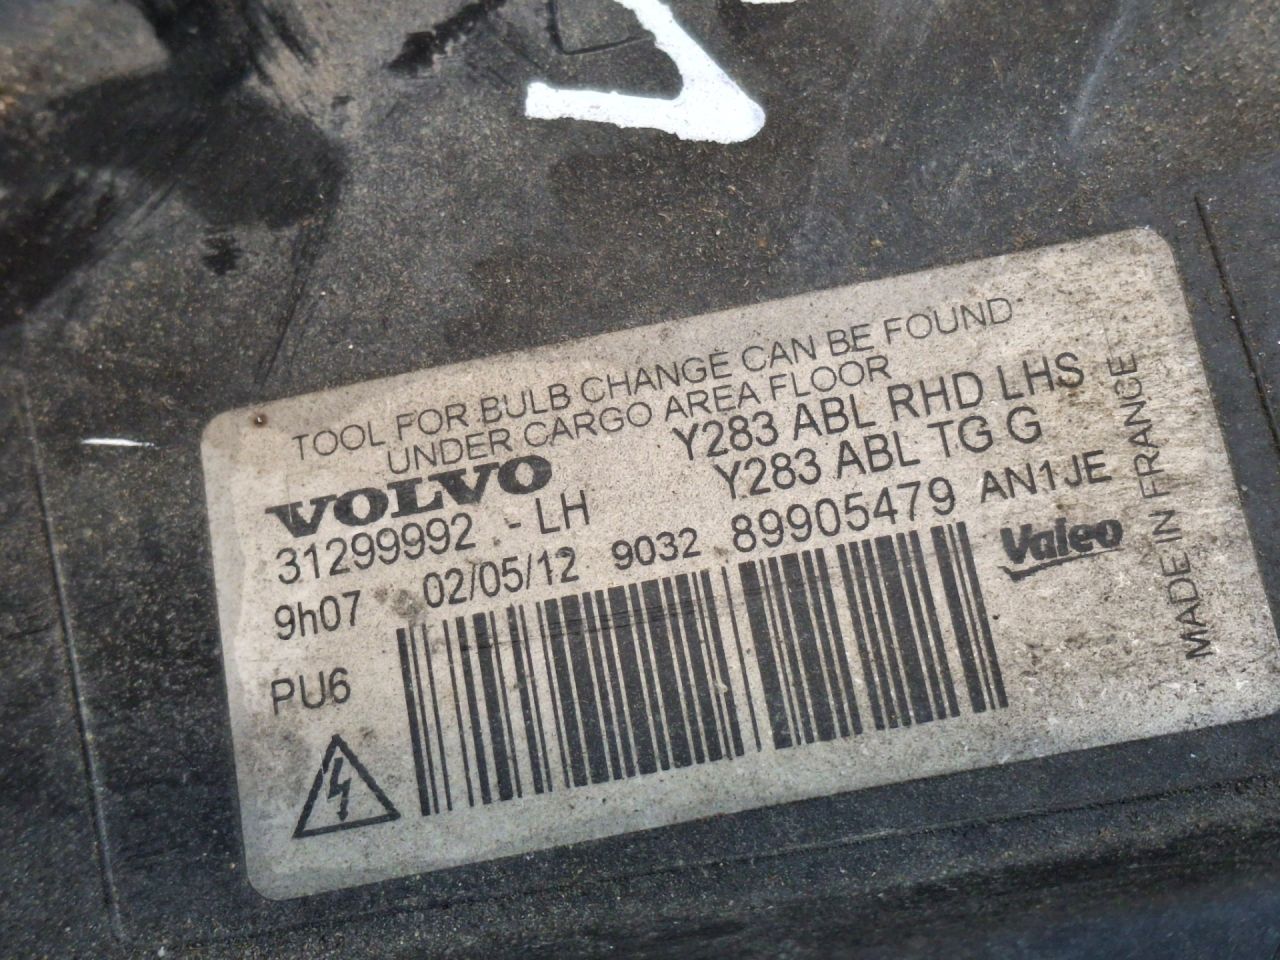 TOOL FOR BULB CHANGE CAN BE FOUND
UNDER CARGO AREA FLOOR
VOLVO
Y283 ABL RHD LHS
Y283 ABL TG G
31299992 - LH
9h07 02/05/12 9032 89905479 AN1JE
Valeo
PU6
MADE IN FRANCE